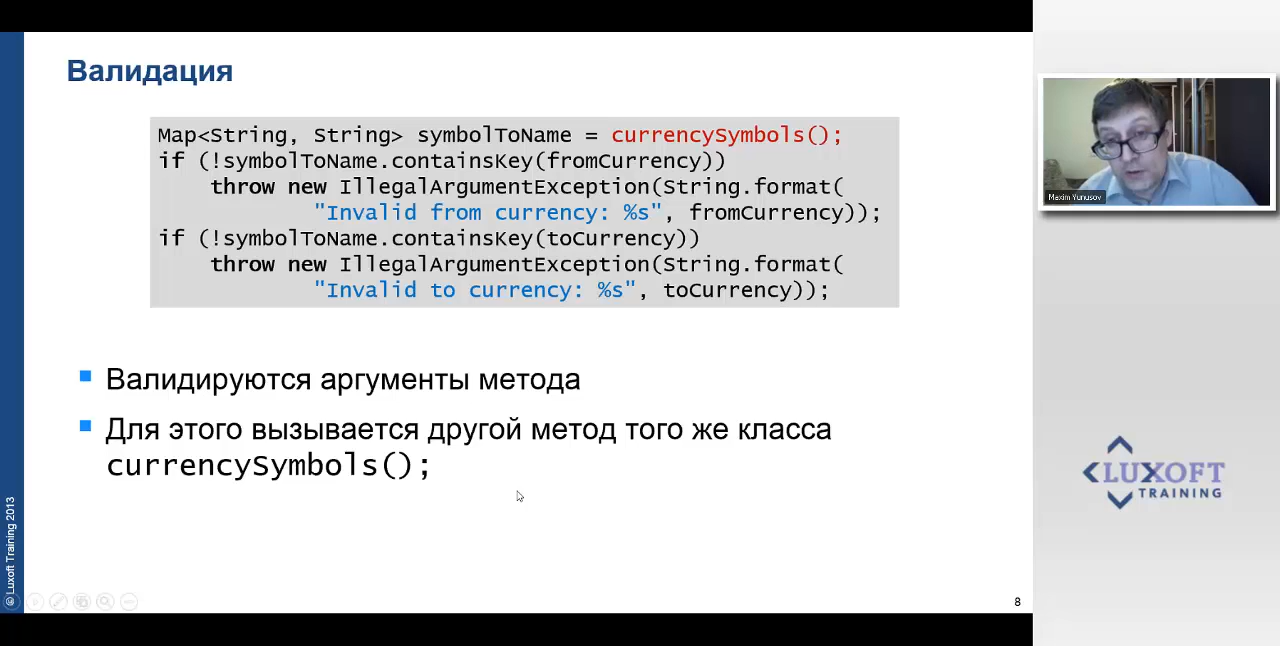 Валидация
Map<String, String> symbolToName = currencySymbols();
if (!symbolToName.containsKey(fromCurrency))
throw new IllegalArgumentException(String.format(
"Invalid from currency: %s", fromCurrency));
if (!symbolToName.containsKey(toCurrency))
throw new IllegalArgumentException(String.format(
"Invalid to currency: %s", toCurrency));
Валидируются аргументы метода
Для этого вызывается другой метод того же класса
currencySymbols();
© Luxoft Training 2013
8
Maxim Yunusov
LUXOFT
TRAINING